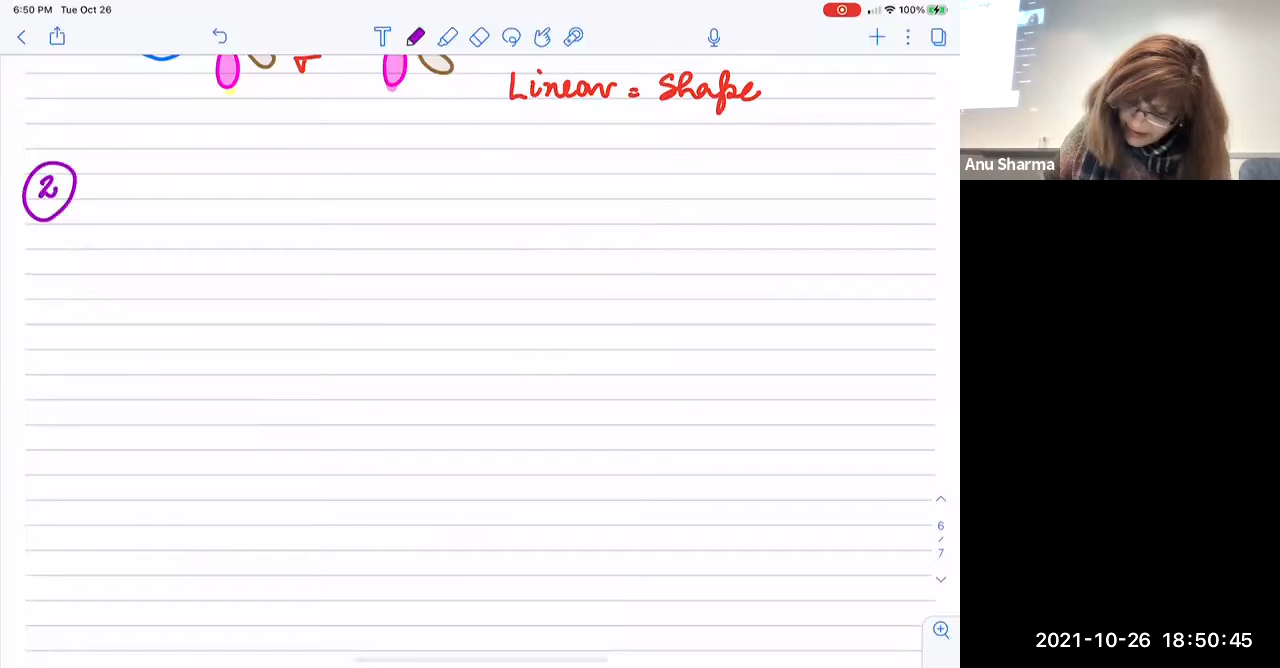 6:50 PM Tue Oct 26
100%
Linear = Shape
2
Anu Sharma
6
7
2021-10-26 18:50:45